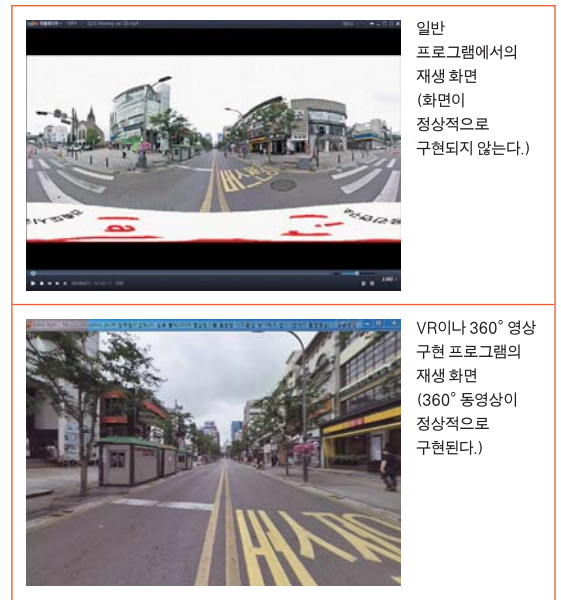 일반
프로그램에서의
재생 화면
(화면이
정상적으로
구현되지 않는다.)
VR이나 360° 영상
구현 프로그램의
재생 화면
(360° 동영상이
정상적으로
구현된다.)